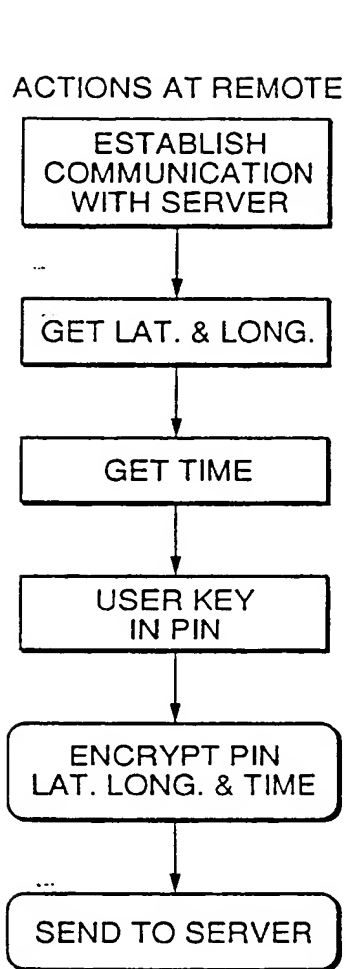 ACTIONS AT REMOTE
ESTABLISH
COMMUNICATION
WITH SERVER
GET LAT. & LONG.
GET TIME
USER KEY
IN PIN
ENCRYPT PIN
LAT. LONG. & TIME
SEND TO SERVER